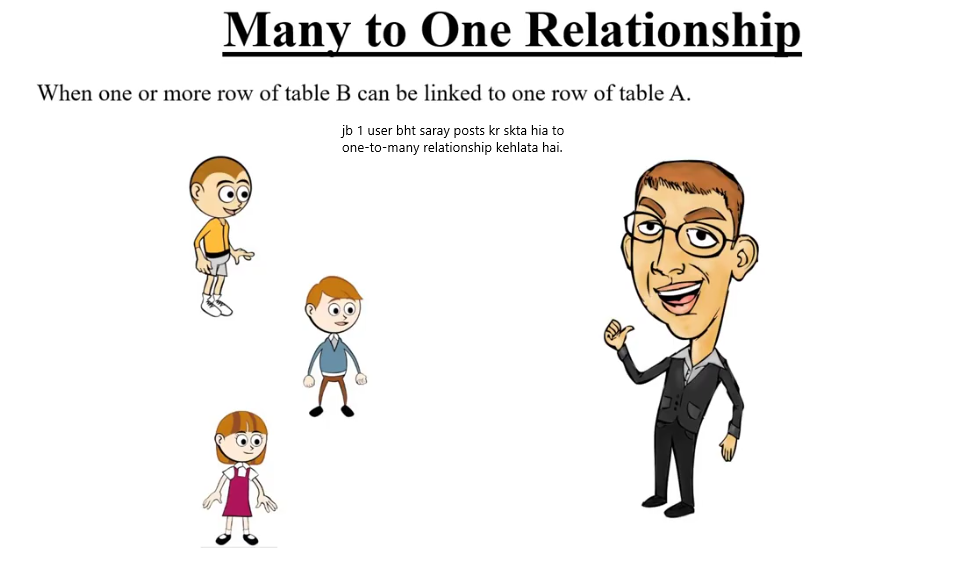 Many to One Relationship
When one or more row of table B can be linked to one row of table A.
jb 1 user bht saray posts kr skta hia to
one-to-many relationship kehlata hai.